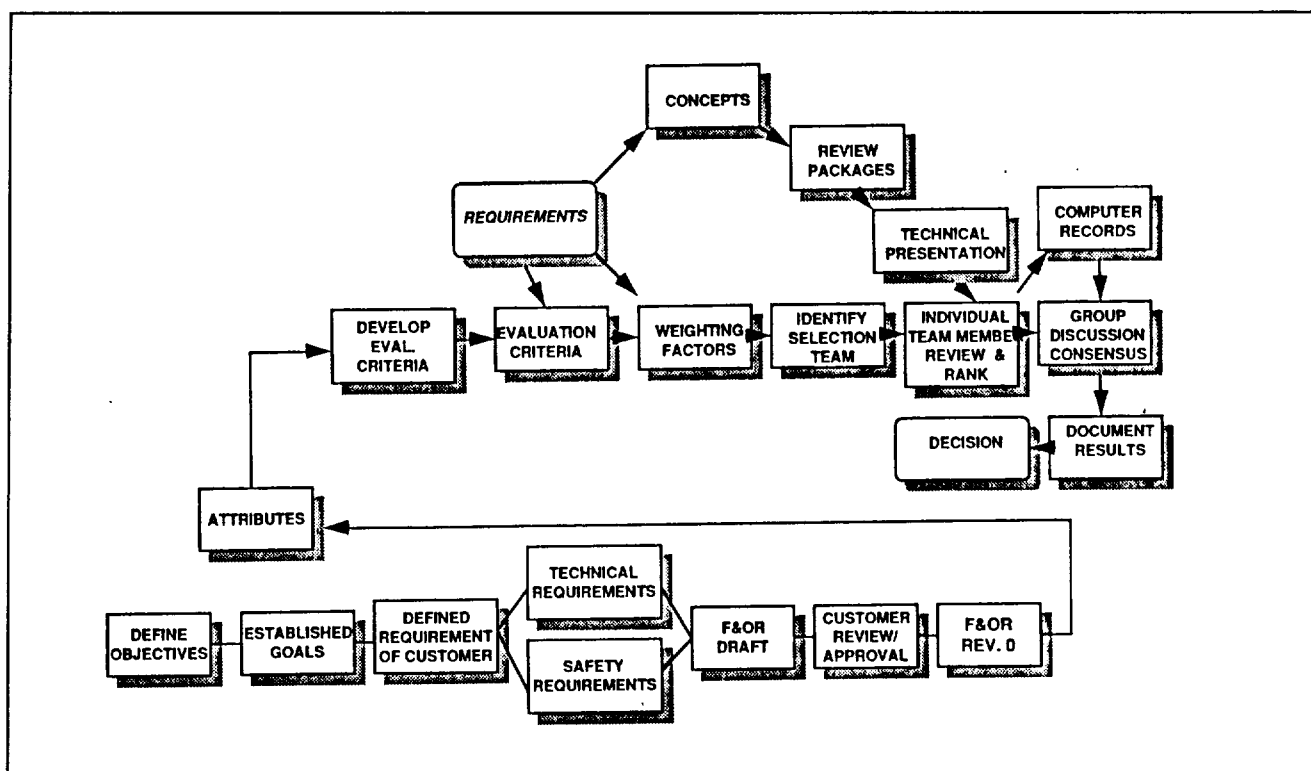 CONCEPTS
REVIEW
PACKAGES
REQUIREMENTS
TECHNICAL
PRESENTATION
COMPUTER
RECORDS
DEVELOP
EVAL.
CRITERIA
EVALUATION
CRITERIA
WEIGHTING
FACTORS
IDENTIFY
SELECTION
TEAM
INDIVIDUAL
TEAM MEMBE
REVIEW &
RANK
GROUP
DISCUSSION
CONSENSUS
DECISION
DOCUMENT
RESULTS
ATTRIBUTES
DEFINE
OBJECTIVES
ESTABLISHED
GOALS
DEFINED
REQUIREMENT
OF CUSTOMER
TECHNICAL
REQUIREMENTS
SAFETY
REQUIREMENTS
F&OR
DRAFT
CUSTOMER
REVIEW/
APPROVAL
F&OR
REV. 0